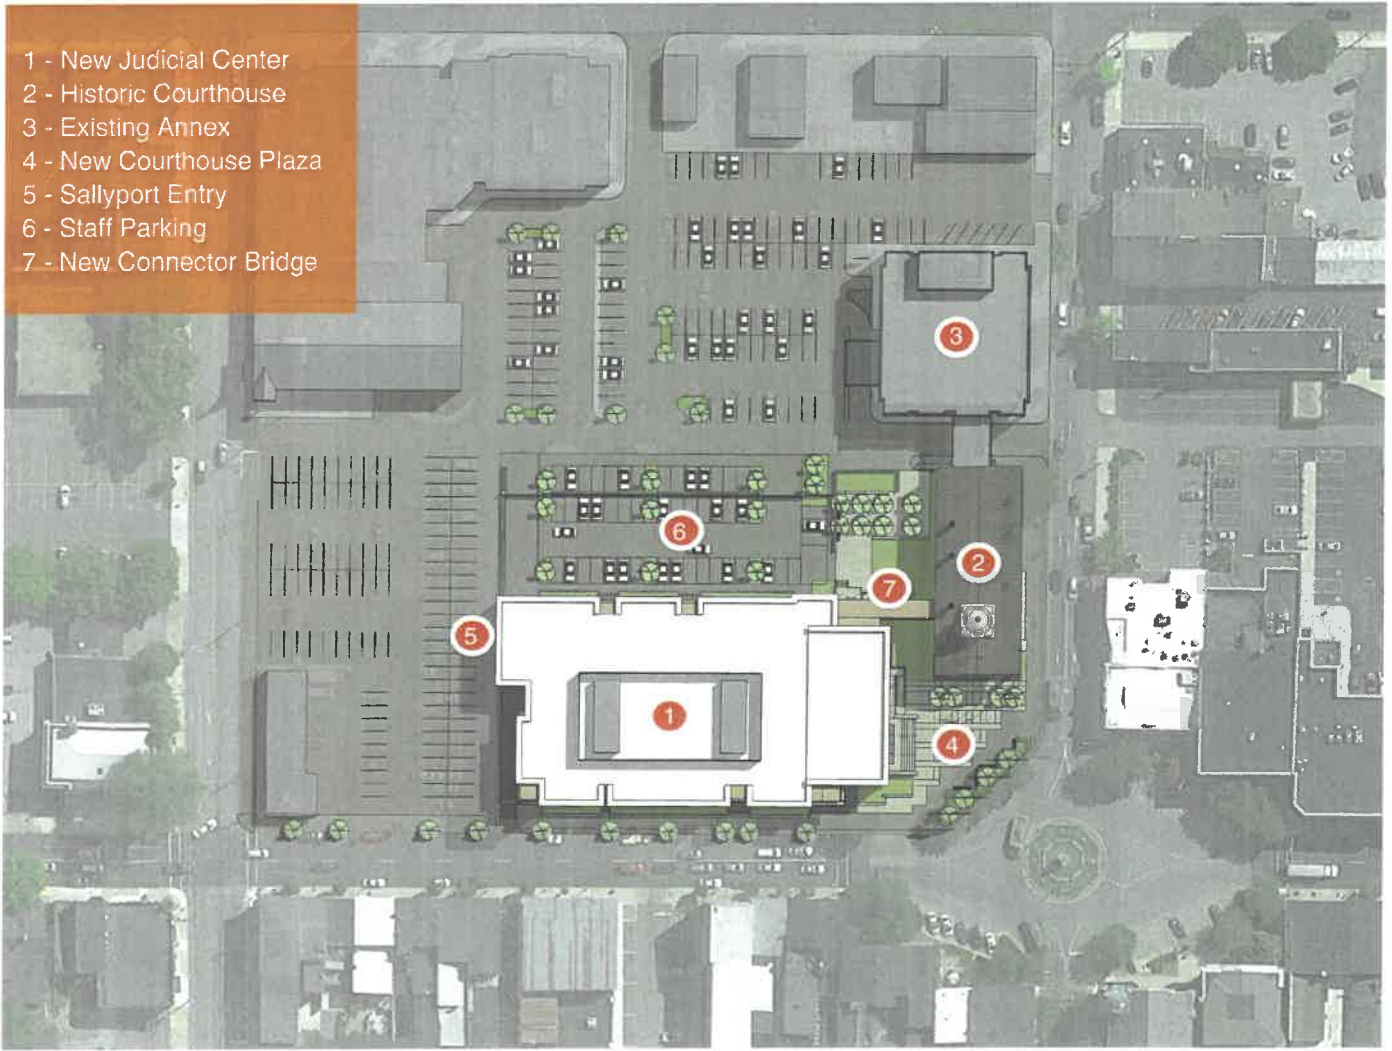 1 - New Judicial Center
2 - Historic Courthouse
3 - Existing Annex
4 - New Courthouse Plaza
5 - Sallyport Entry
6 - Staff Parking
7 - New Connector Bridge
3
6
2
7
5
1
4